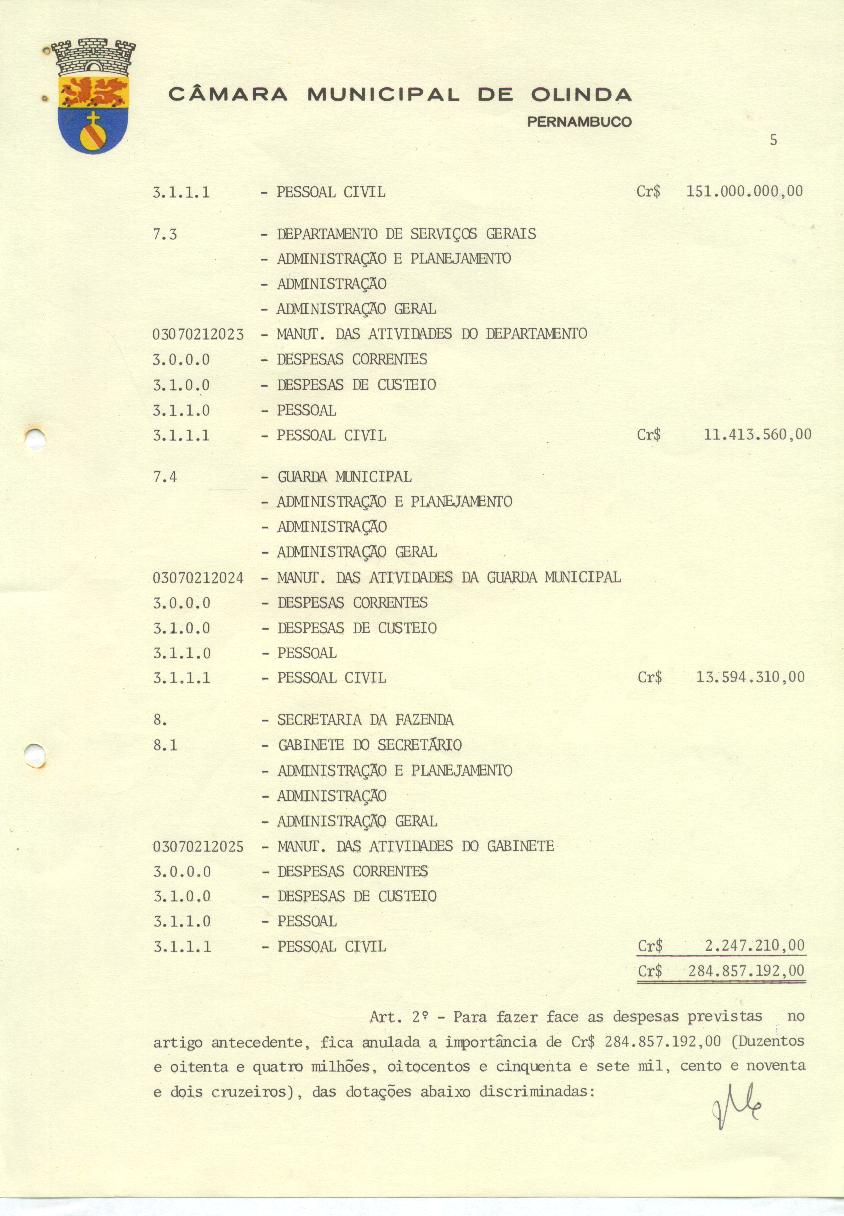 CÂMARA MUNICIPAL DE OLINDA
PERNAMBUCO
5
3.1.1.1 - PESSOAL CIVIL Cr$ 151.000.000,00
7.3 - DEPARTAMENTO DE SERVIÇOS GERAIS
- ADMINISTRAÇÃO E PLANEJAMENTO
- ADMINISTRAÇÃO
- ADMINISTRAÇÃO GERAL
03070212023 - MANUT. DAS ATIVIDADES DO DEPARTAMENTO
3.0.0.0 - DESPESAS CORRENTES
3.1.0.0 - DESPESAS DE CUSTEIO
3.1.1.0 - PESSOAL
3.1.1.1 - PESSOAL CIVIL Cr$ 11.413.560,00
7.4 - GUARDA MUNICIPAL
- ADMINISTRAÇÃO E PLANEJAMENTO
- ADMINISTRAÇÃO
- ADMINISTRAÇÃO GERAL
03070212024 - MANUT. DAS ATIVIDADES DA GUARDA MUNICIPAL
3.0.0.0 - DESPESAS CORRENTES
3.1.0.0 - DESPESAS DE CUSTEIO
3.1.1.0 - PESSOAL
3.1.1.1 - PESSOAL CIVIL Cr$ 13.594.310,00
8. - SECRETARIA DA FAZENDA
8.1 - GABINETE DO SECRETÁRIO
- ADMINISTRAÇÃO E PLANEJAMENTO
- ADMINISTRAÇÃO
- ADMINISTRAÇÃO GERAL
03070212025 - MANUT. DAS ATIVIDADES DO GABINETE
3.0.0.0 - DESPESAS CORRENTES
3.1.0.0 - DESPESAS DE CUSTEIO
3.1.1.0 - PESSOAL
3.1.1.1 - PESSOAL CIVIL Cr$ 2.247.210,00
Cr$ 284.857.192,00
Art. 2º - Para fazer face as despesas previstas no
artigo antecedente, fica anulada a importância de Cr$ 284.857.192,00 (Duzentos
e oitenta e quatro milhões, oitocentos e cinquenta e sete mil, cento e noventa
e dois cruzeiros), das dotações abaixo discriminadas: